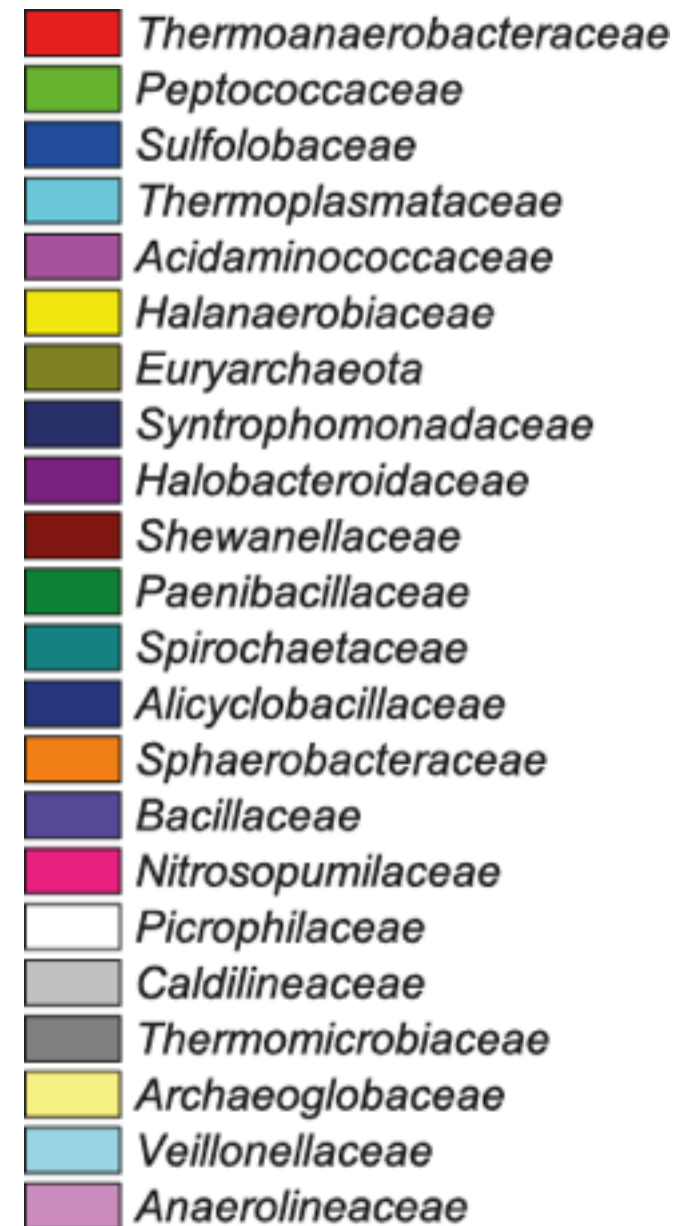 Thermoanaerobacteraceae
Peptococcaceae
Sulfolobaceae
Thermoplasmataceae
Acidaminococcaceae
Halanaerobiaceae
Euryarchaeota
Syntrophomonadaceae
Halobacteroidaceae
Shewanellaceae
Paenibacillaceae
Spirochaetaceae
Alicyclobacillaceae
Sphaerobacteraceae
Bacillaceae
Nitrosopumilaceae
Picrophilaceae
Caldilineaceae
Thermomicrobiaceae
Archaeoglobaceae
Veillonellaceae
Anaerolineaceae